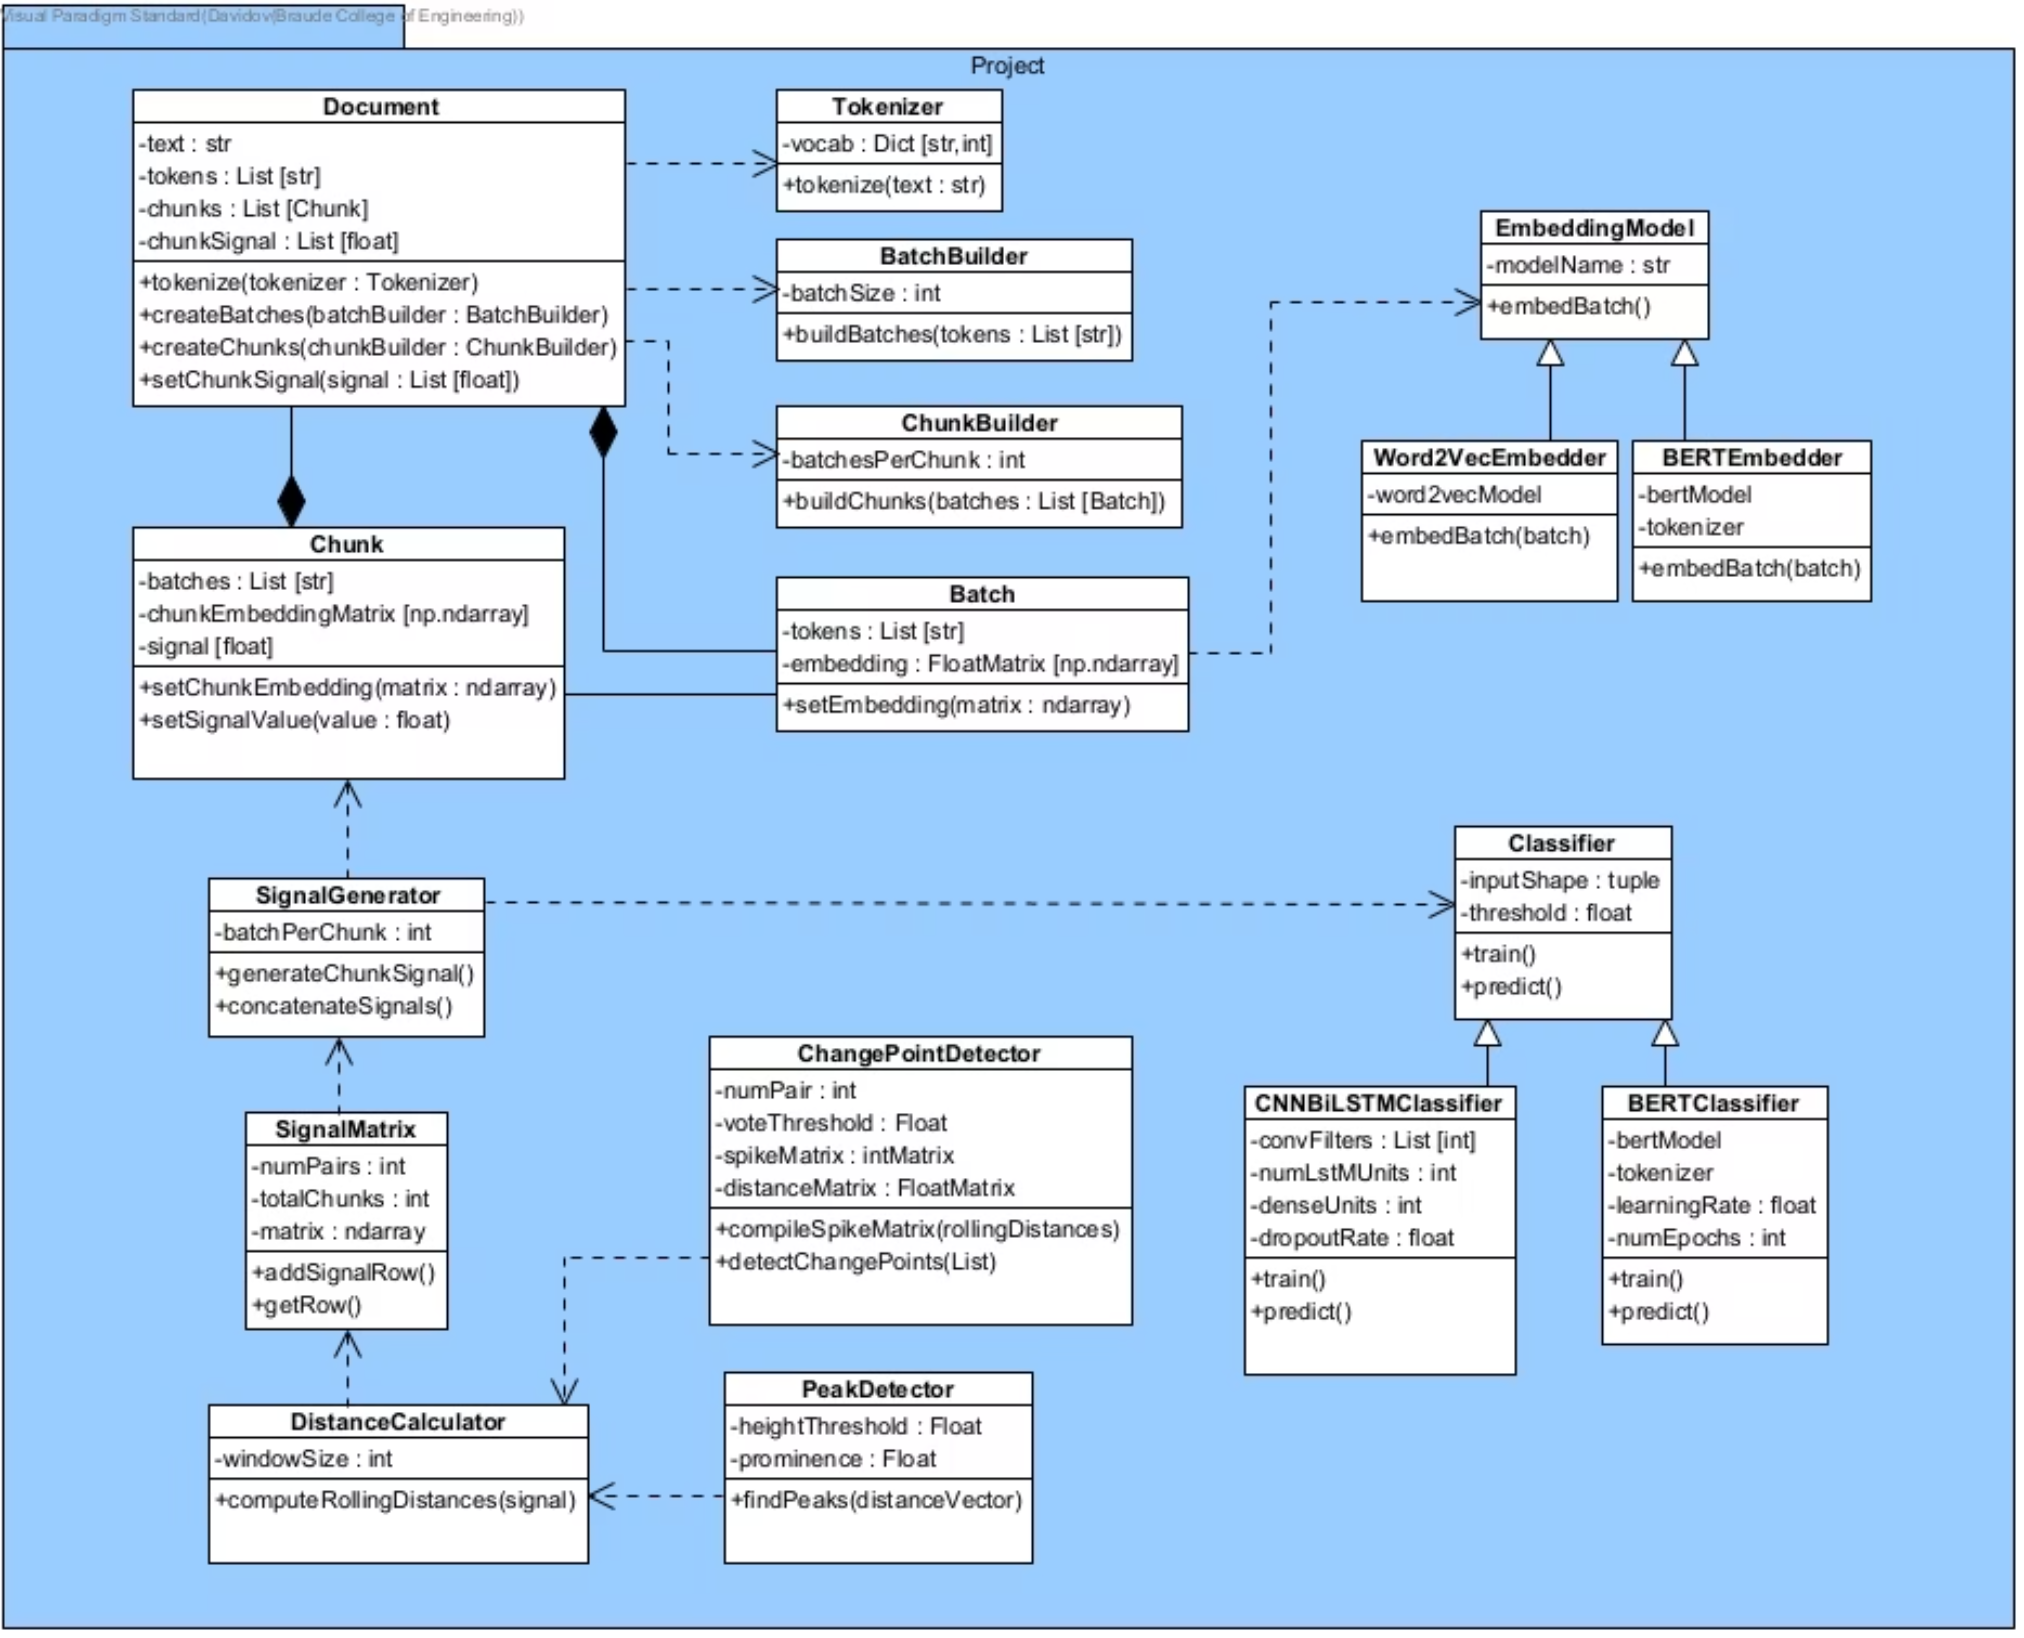 Visual Paradigm Standard(Davidov(Braude College of Engineering))
Project
Document
-text : str
-tokens : List [str]
-chunks : List [Chunk]
-chunkSignal : List [float]
+tokenize(tokenizer : Tokenizer)
+createBatches(batchBuilder : BatchBuilder)
+createChunks(chunkBuilder : ChunkBuilder)
+setChunkSignal(signal : List [float])
Tokenizer
-vocab : Dict [str,int]
+tokenize(text : str)
BatchBuilder
-batchSize : int
+buildBatches(tokens : List [str])
ChunkBuilder
-batchesPerChunk : int
+buildChunks(batches : List [Batch])
EmbeddingModel
-modelName : str
+embedBatch()
Word2VecEmbedder
-word2vecModel
+embedBatch(batch)
BERTEmbedder
-bertModel
-tokenizer
+embedBatch(batch)
Chunk
-batches : List [str]
-chunkEmbeddingMatrix [np.ndarray]
-signal [float]
+setChunkEmbedding(matrix : ndarray)
+setSignalValue(value : float)
Batch
-tokens : List [str]
-embedding : FloatMatrix [np.ndarray]
+setEmbedding(matrix : ndarray)
SignalGenerator
-batchPerChunk : int
+generateChunkSignal()
+concatenateSignals()
Classifier
-inputShape : tuple
-threshold : float
+train()
+predict()
SignalMatrix
-numPairs : int
-totalChunks : int
-matrix : ndarray
+addSignalRow()
+getRow()
ChangePointDetector
-numPair : int
-voteThreshold : Float
-spikeMatrix : intMatrix
-distanceMatrix : FloatMatrix
+compileSpikeMatrix(rollingDistances)
+detectChangePoints(List)
CNNBiLSTMClassifier
-convFilters : List [int]
-numLstMUnits : int
-denseUnits : int
-dropoutRate : float
+train()
+predict()
BERTClassifier
-bertModel
-tokenizer
-learningRate : float
-numEpochs : int
+train()
+predict()
DistanceCalculator
-windowSize : int
+computeRollingDistances(signal)
PeakDetector
-heightThreshold : Float
-prominence : Float
+findPeaks(distanceVector)